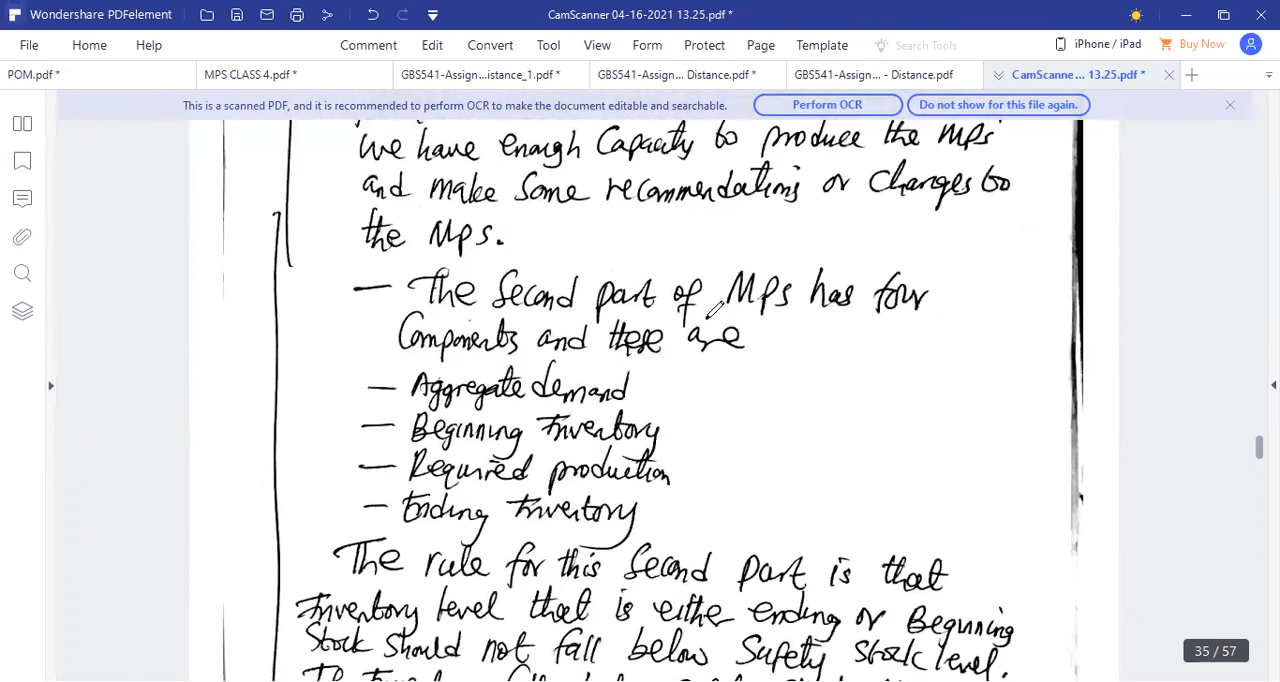 Wondershare PDFelement
CamScanner 04-16-2021 13.25.pdf *
File Home Help Comment Edit Convert Tool View Form Protect Page Template Search Tools iPhone / iPad Buy Now
POM.pdf * MPS CLASS 4.pdf * GBS541-Assign...istance_1.pdf * GBS541-Assign... Distance.pdf * GBS541-Assign... - Distance.pdf CamScanne... 13.25.pdf *
This is a scanned PDF, and it is recommended to perform OCR to make the document editable and searchable. Perform OCR Do not show for this file again.
We have enough Capacity to produce the MPS
and make Some recommendations or Changes to
the MPS.
— The Second part of MPS has four
Components and these are
— Aggregate demand
— Beginning Inventory
— Required production
— Ending Inventory
The rule for this Second part is that
Inventory level that is either ending or Beginning
Stock should not fall below Safety stock level.
35 / 57